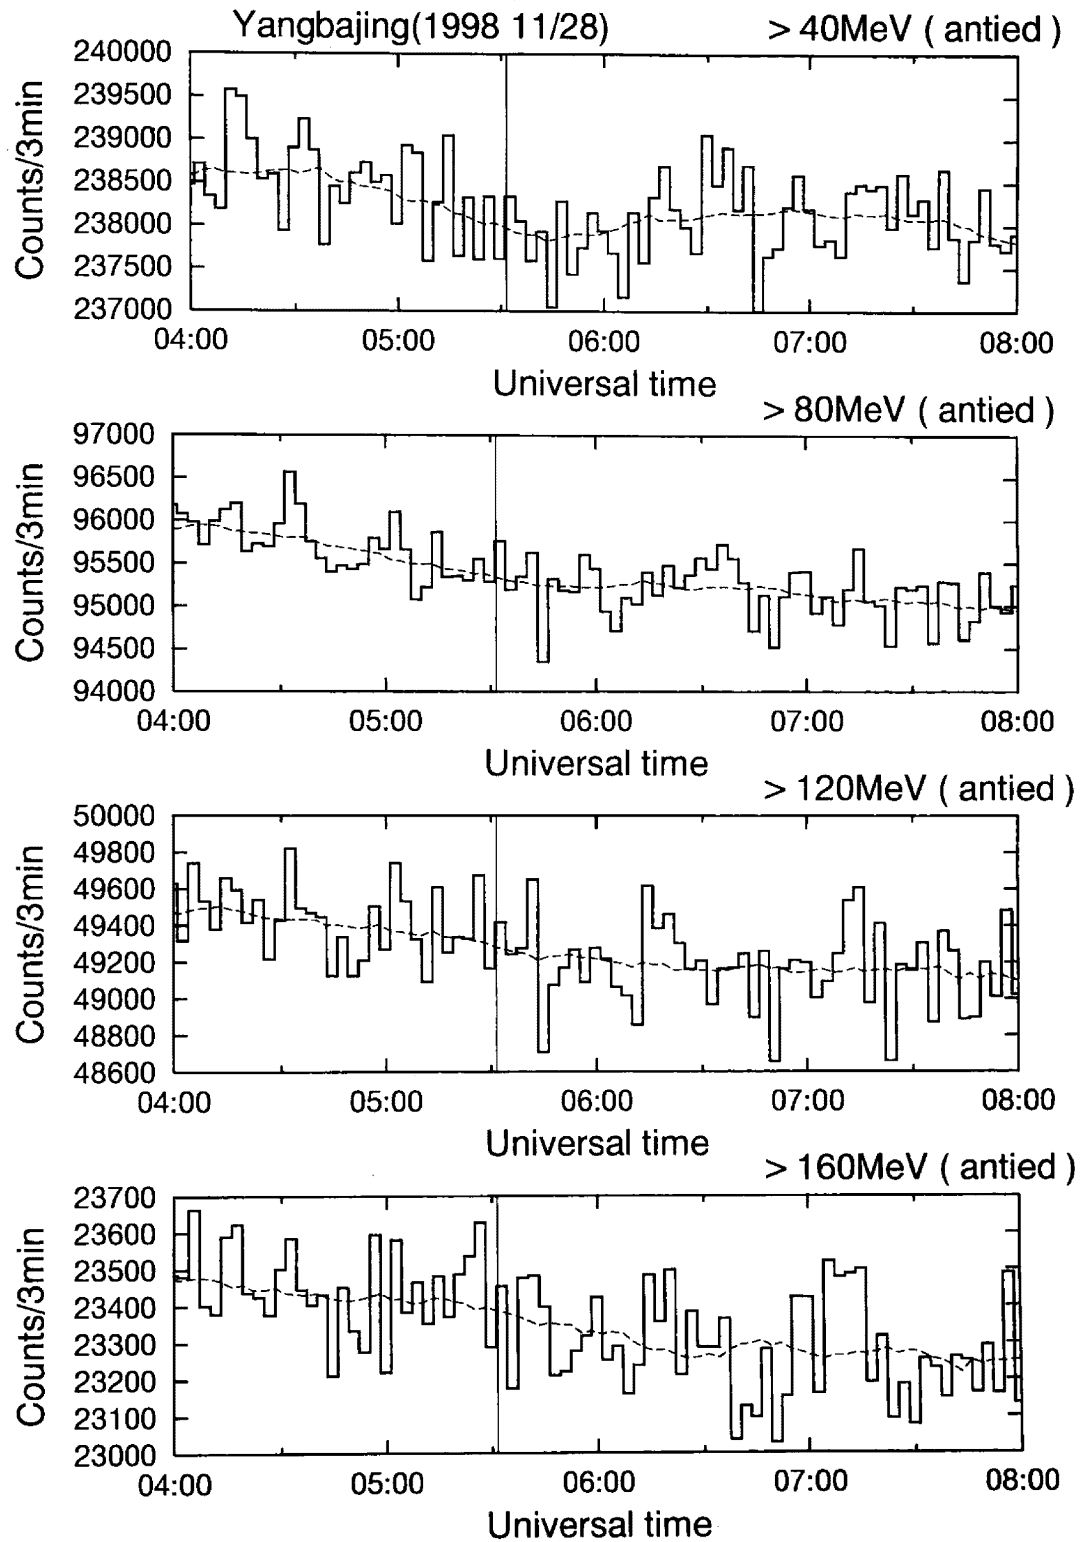 Yangbajing(1998 11/28) > 40MeV ( antied )
240000
239500
239000
238500
238000
237500
237000
Counts/3min
04:00 05:00 06:00 07:00 08:00
Universal time
> 80MeV ( antied )
97000
96500
96000
95500
95000
94500
94000
Counts/3min
04:00 05:00 06:00 07:00 08:00
Universal time
> 120MeV ( antied )
50000
49800
49600
49400
49200
49000
48800
48600
Counts/3min
04:00 05:00 06:00 07:00 08:00
Universal time
> 160MeV ( antied )
23700
23600
23500
23400
23300
23200
23100
23000
Counts/3min
04:00 05:00 06:00 07:00 08:00
Universal time